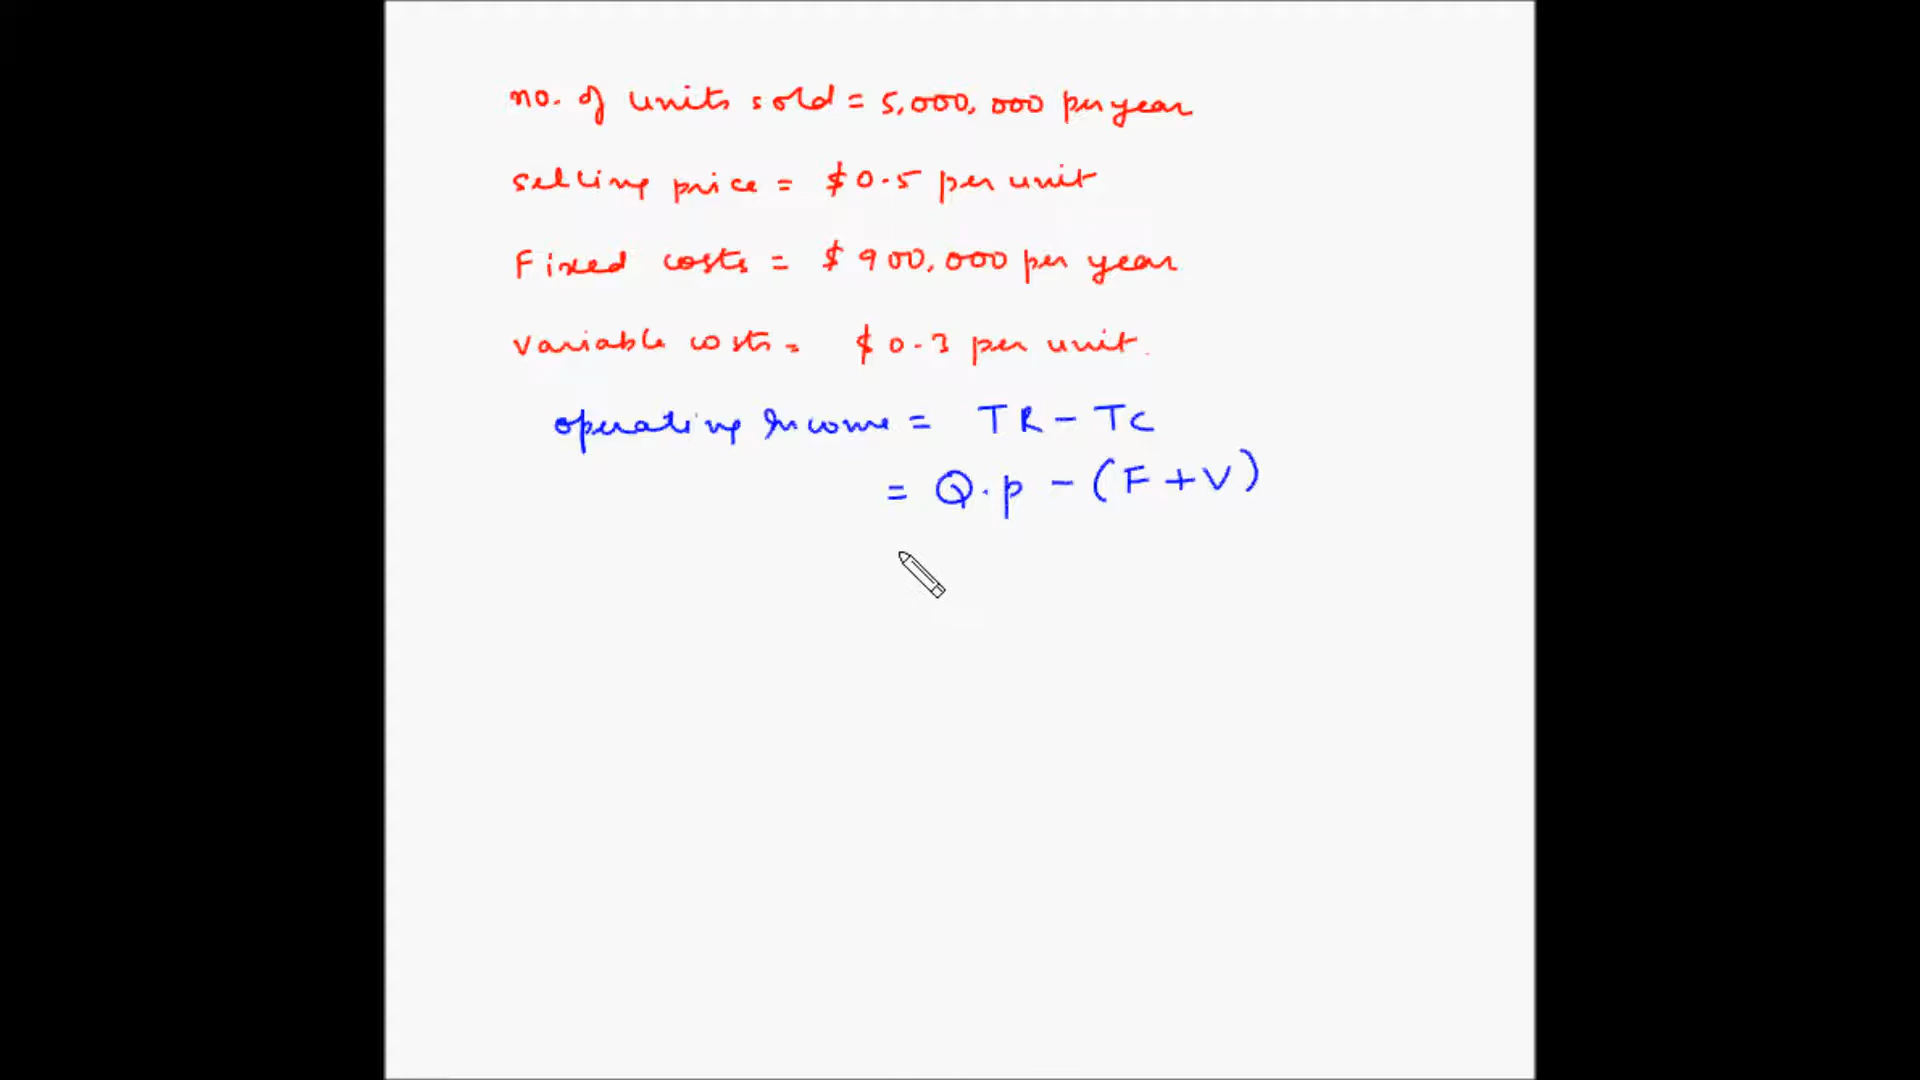 no. of units sold = 5,000,000 per year
selling price = $0.5 per unit
Fixed costs = $900,000 per year
variable costs = $0.3 per unit.
operating Income = TR - TC
= Q.p - (F+V)